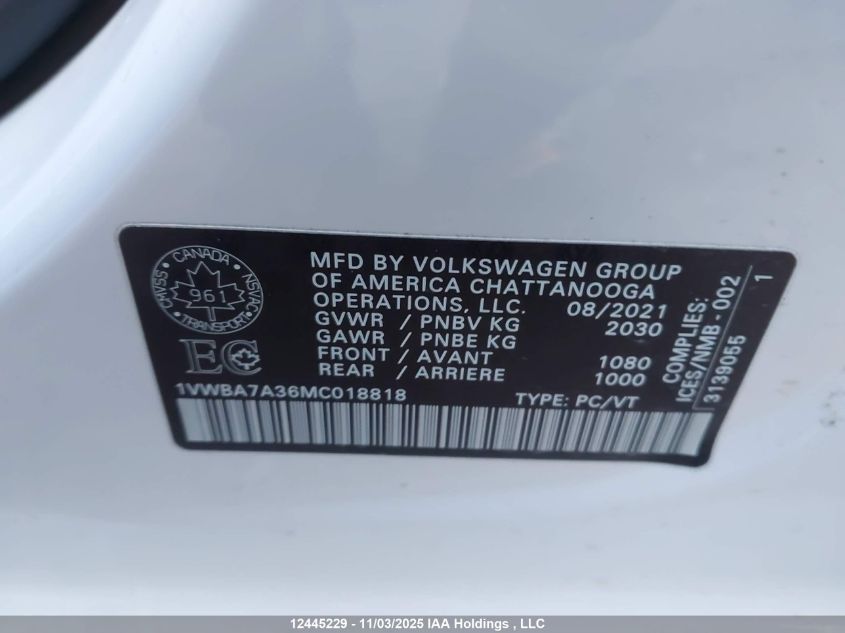 CANADA
CMVSS
961
NSVAC
TRANSPORT
EC
MFD BY VOLKSWAGEN GROUP
OF AMERICA CHATTANOOGA
OPERATIONS, LLC. 08/2021
GVWR / PNBV KG 2030
GAWR / PNBE KG
FRONT / AVANT 1080
REAR / ARRIERE 1000
1VWBA7A36MC018818 TYPE: PC/VT
COMPLIES:
ICES/NMB-002
3139055 1
12445229 - 11/03/2025 IAA Holdings , LLC